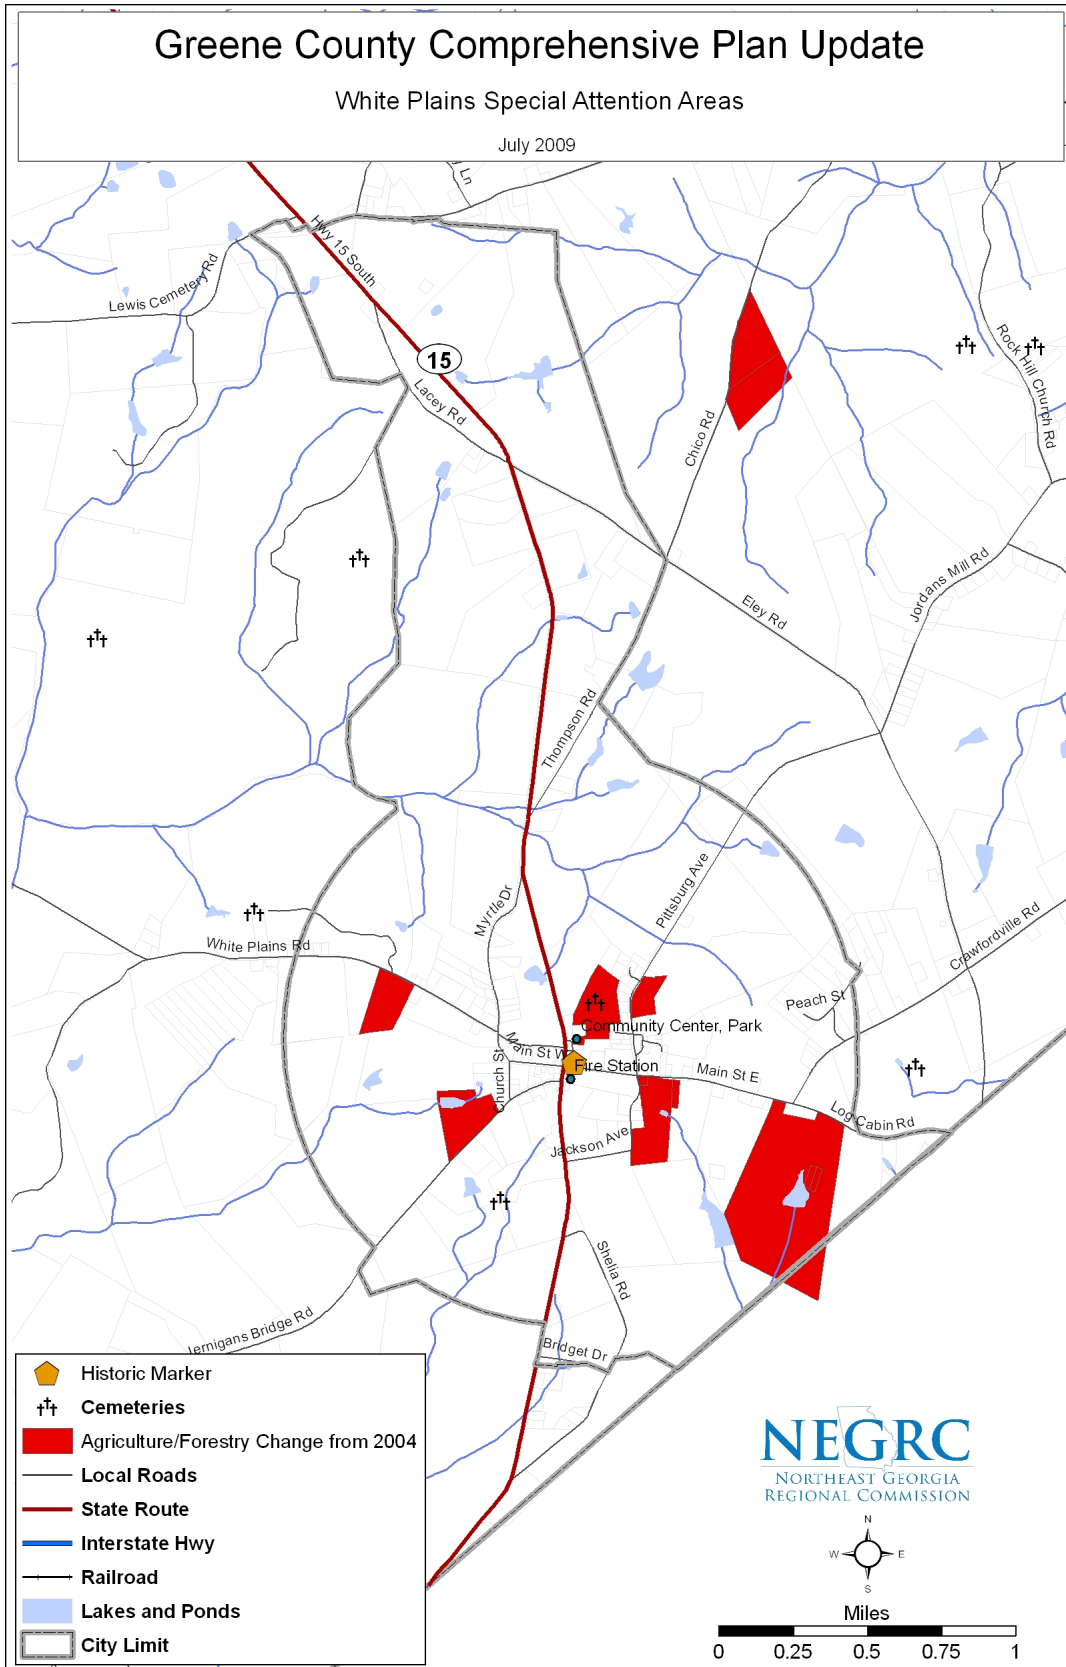 Greene County Comprehensive Plan Update
White Plains Special Attention Areas
July 2009
Ln
Hwy 15 South
Lewis Cemetery Rd
15
Lacey Rd
Chico Rd
Rock Hill Church Rd
Jordans Mill Rd
Eley Rd
Thompson Rd
Pittsburg Ave
Myrtle Dr
White Plains Rd
Crawfordville Rd
Peach St
Community Center, Park
Main St W
Fire Station
Main St E
Church St
Log Cabin Rd
Jackson Ave
Shelia Rd
Jernigans Bridge Rd
Bridget Dr
Historic Marker
Cemeteries
Agriculture/Forestry Change from 2004
Local Roads
State Route
Interstate Hwy
Railroad
Lakes and Ponds
City Limit
NEGRC
Northeast Georgia
Regional Commission
N
W E
S
Miles
0 0.25 0.5 0.75 1